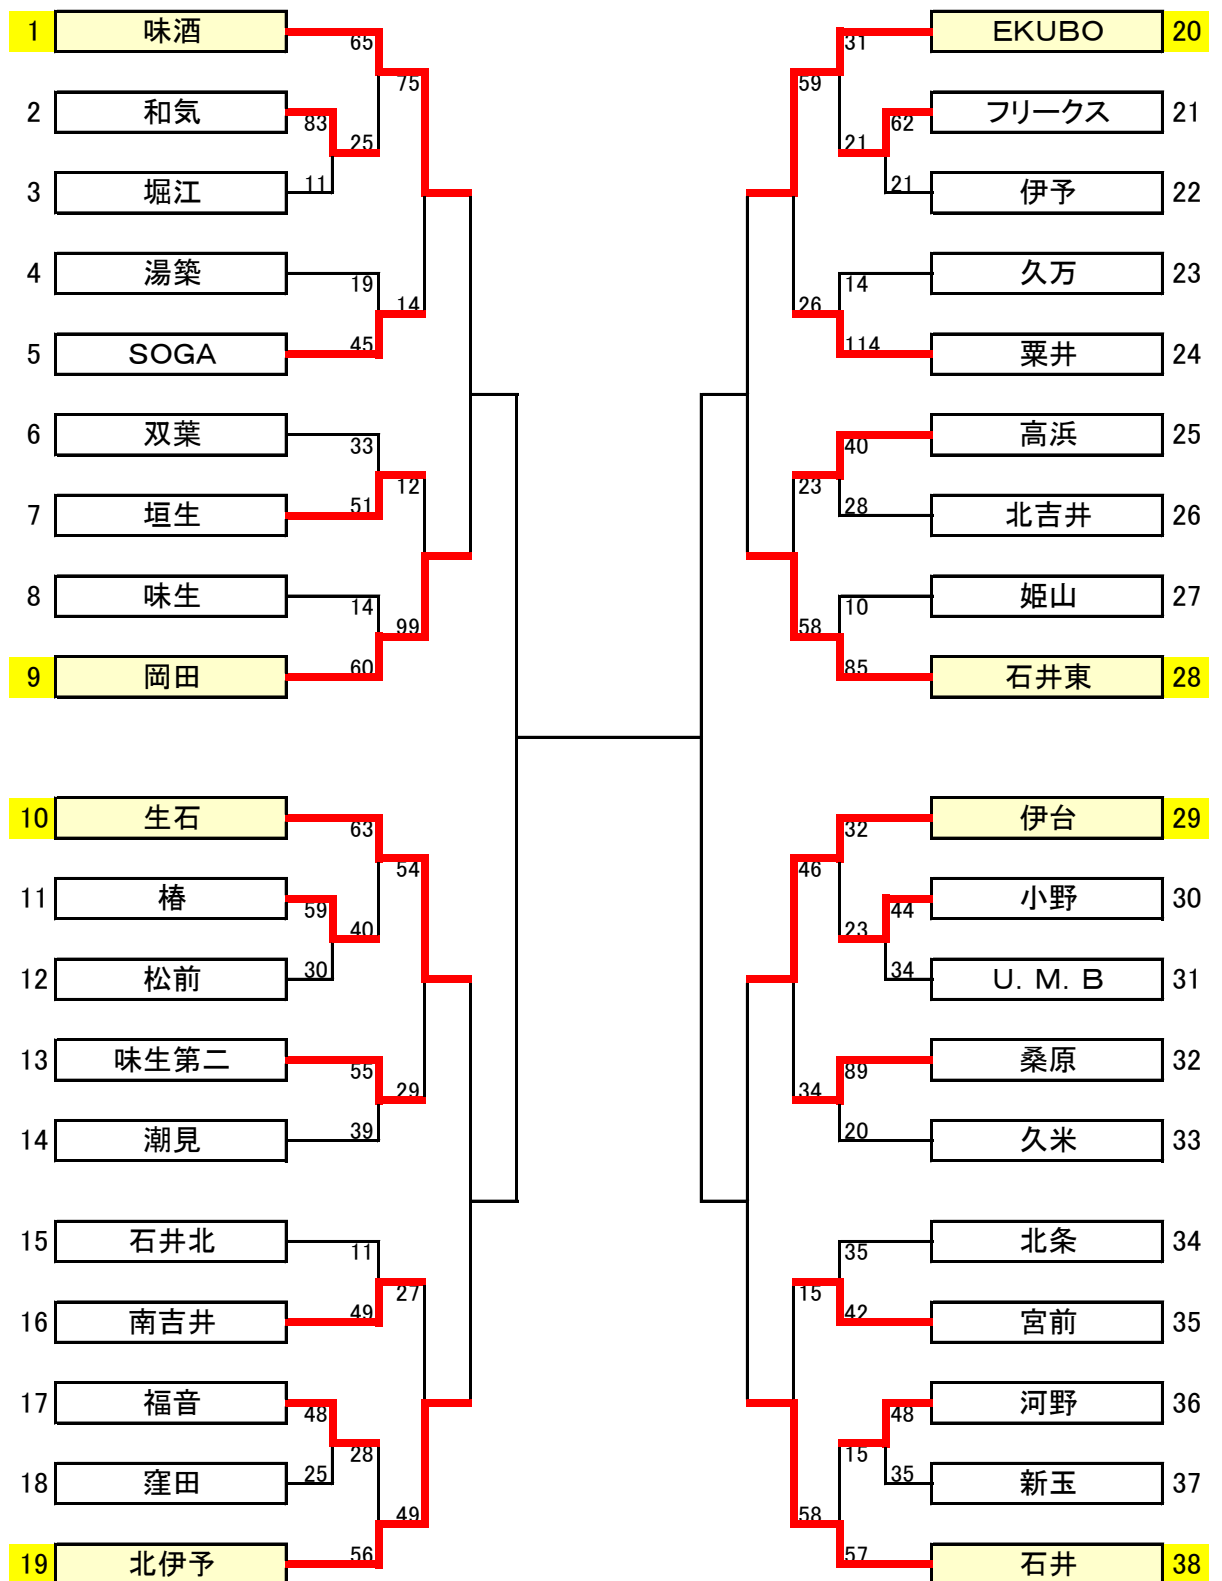 1 味酒 65 31 EKUBO 20
75 59
2 和気 83 62 フリークス 21
25 21
3 堀江 11 21 伊予 22
4 湯築 19 14 久万 23
14 26
5 SOGA 45 114 粟井 24
6 双葉 33 40 高浜 25
12 23
7 垣生 51 28 北吉井 26
8 味生 14 10 姫山 27
99 58
9 岡田 60 85 石井東 28
10 生石 63 32 伊台 29
54 46
11 椿 59 44 小野 30
40 23
12 松前 30 34 U. M. B 31
13 味生第二 55 89 桑原 32
29 34
14 潮見 39 20 久米 33
15 石井北 11 35 北条 34
27 15
16 南吉井 49 42 宮前 35
17 福音 48 48 河野 36
28 15
18 窪田 25 35 新玉 37
49 58
19 北伊予 56 57 石井 38